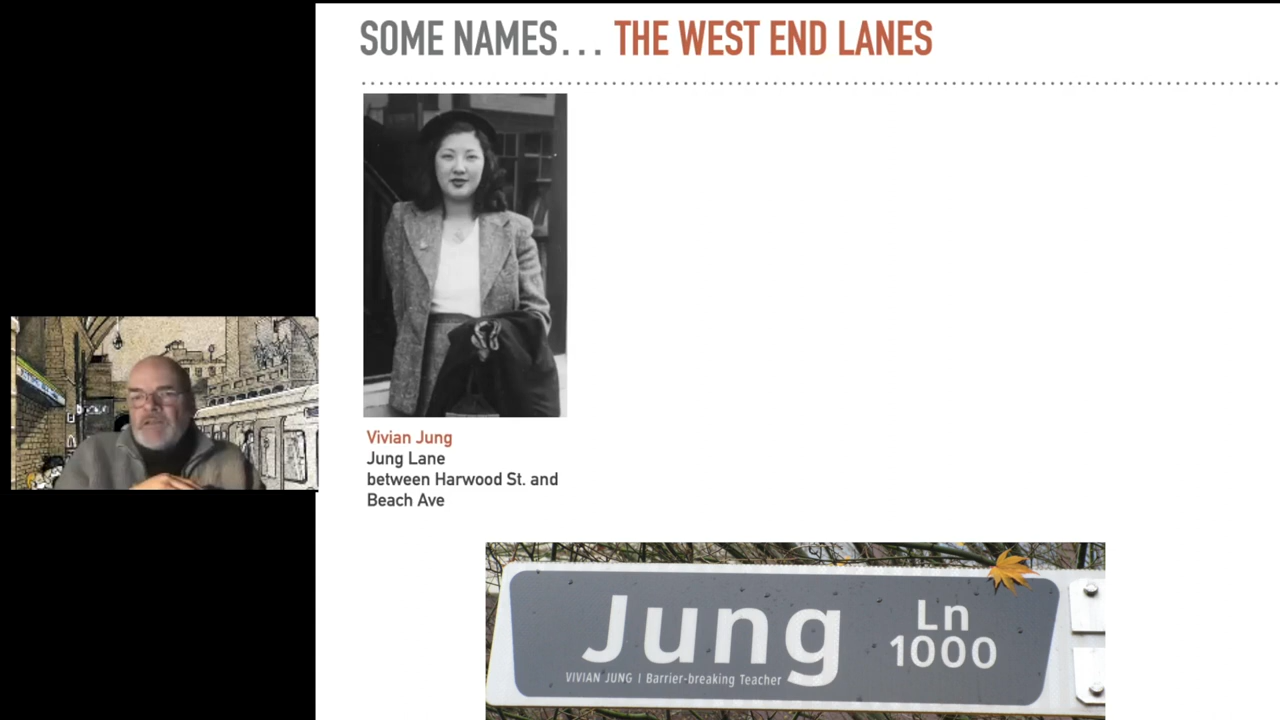 SOME NAMES... THE WEST END LANES
Vivian Jung
Jung Lane
between Harwood St. and
Beach Ave
Jung Ln
1000
VIVIAN JUNG | Barrier-breaking Teacher